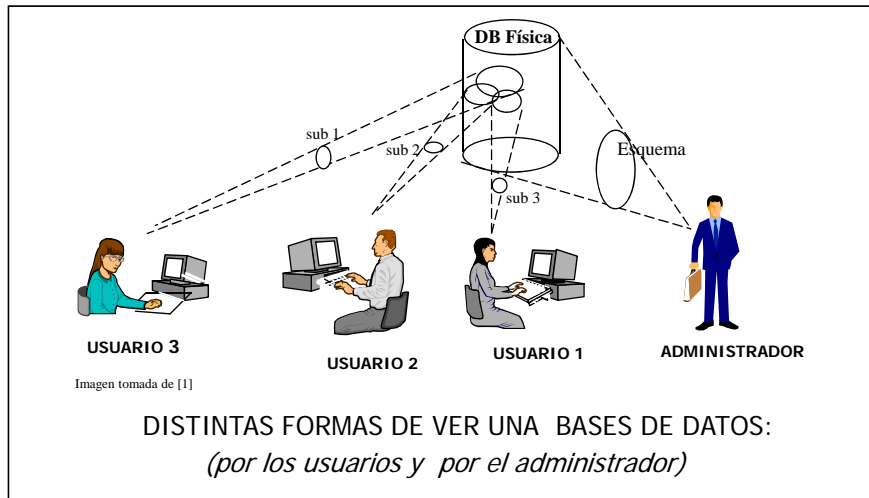 DB Física
sub 1
sub 2
Esquema
sub 3
USUARIO 3
USUARIO 2
USUARIO 1
ADMINISTRADOR
Imagen tomada de [1]
DISTINTAS FORMAS DE VER UNA BASES DE DATOS:
(por los usuarios y por el administrador)